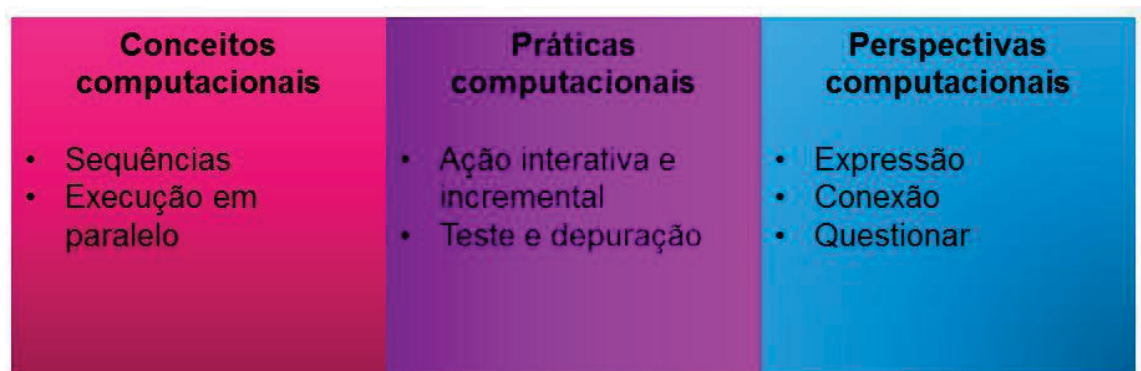 Conceitos
computacionais
• Sequências
• Execução em
paralelo
Práticas
computacionais
• Ação interativa e
incremental
• Teste e depuração
Perspectivas
computacionais
• Expressão
• Conexão
• Questionar